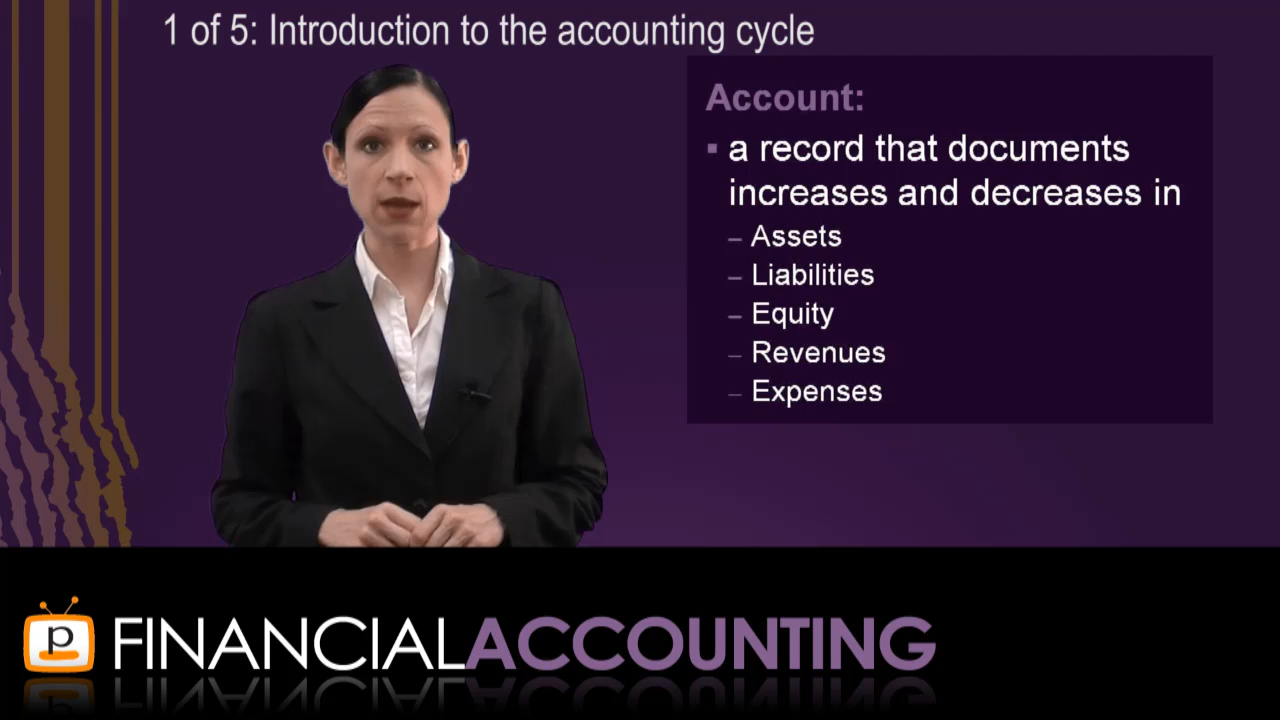 1 of 5: Introduction to the accounting cycle
Account:
▪ a record that documents
increases and decreases in
– Assets
– Liabilities
– Equity
– Revenues
– Expenses
p
FINANCIALACCOUNTING